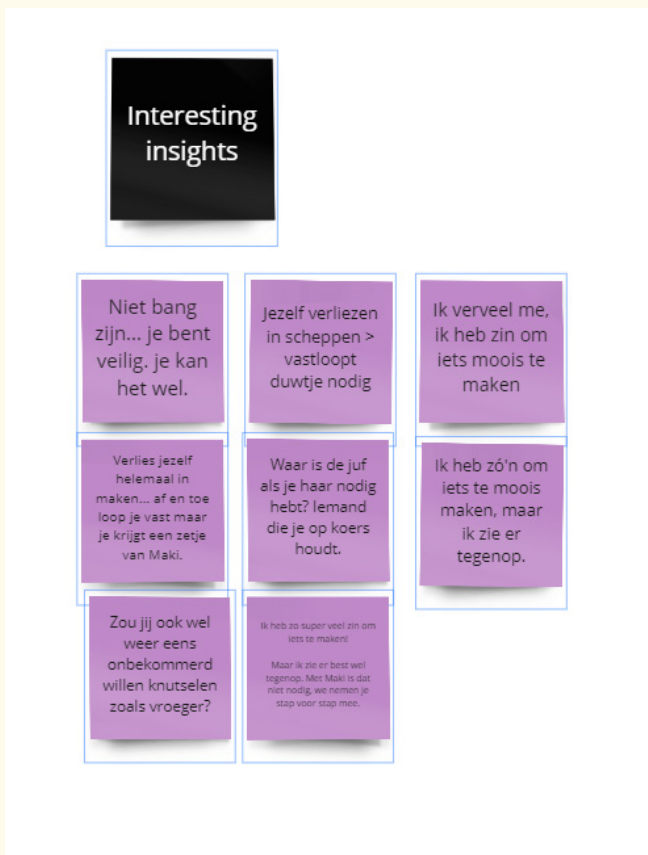 Interesting
insights
Niet bang
zijn... je bent
veilig. je kan
het wel.
Jezelf verliezen
in scheppen >
vastloopt
duwtje nodig
Ik verveel me,
ik heb zin om
iets moois te
maken
Verlies jezelf
helemaal in
maken... af en toe
loop je vast maar
je krijgt een zetje
van Maki.
Waar is de juf
als je haar nodig
hebt? Iemand
die je op koers
houdt.
Ik heb zó'n om
iets te moois
maken, maar
ik zie er
tegenop.
Zou jij ook wel
weer eens
onbekommerd
willen knutselen
zoals vroeger?
Ik heb zo super veel zin om
iets te maken!
Maar ik zie er best wel
tegenop. Met Maki is dat
niet nodig, we nemen je
stap voor stap mee.